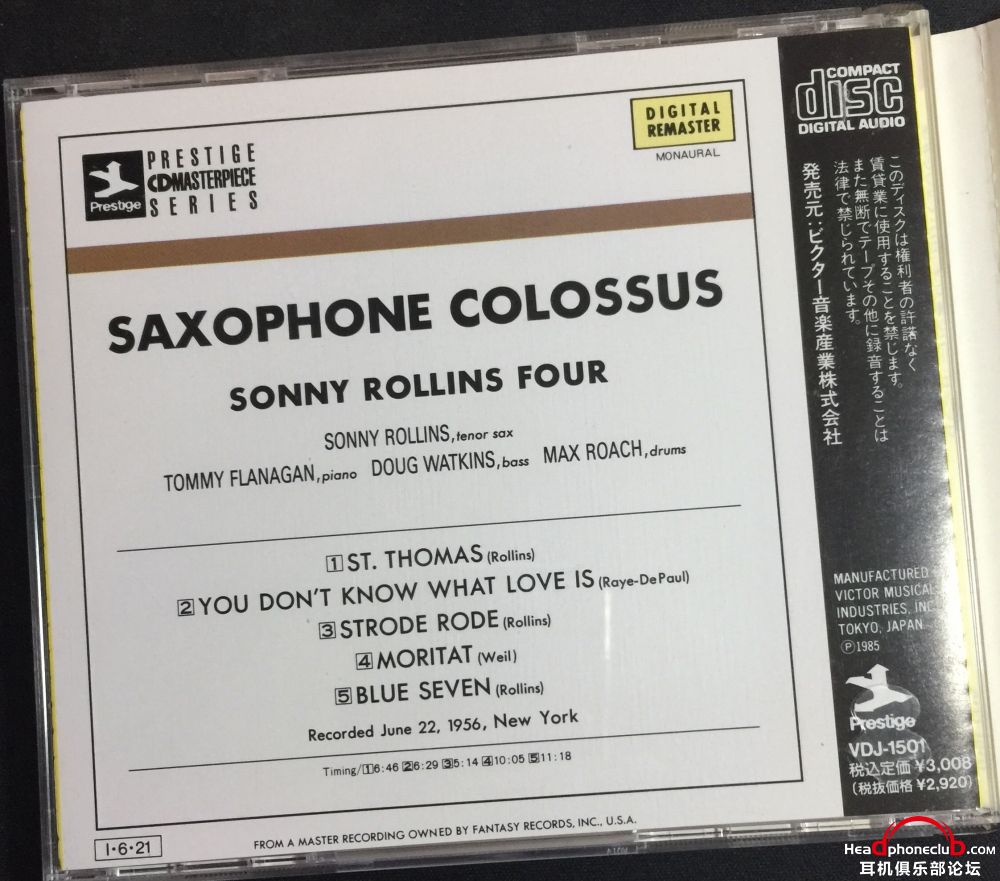 Prestige
PRESTIGE
CDMASTERPIECE
SERIES
DIGITAL
REMASTER
MONAURAL
SAXOPHONE COLOSSUS
SONNY ROLLINS FOUR
SONNY ROLLINS, tenor sax
TOMMY FLANAGAN, piano DOUG WATKINS, bass MAX ROACH, drums
1 ST. THOMAS (Rollins)
2 YOU DON'T KNOW WHAT LOVE IS (Raye-DePaul)
3 STRODE RODE (Rollins)
4 MORITAT (Weil)
5 BLUE SEVEN (Rollins)
Recorded June 22, 1956, New York
Timing/1 6:46 2 6:29 3 5:14 4 10:05 5 11:18
I・6・21
FROM A MASTER RECORDING OWNED BY FANTASY RECORDS, INC., U.S.A.
COMPACT
disc
DIGITAL AUDIO
このディスクは権利者の許諾なく
賃貸業に使用することを禁じます。
また無断でテープその他に録音することは
法律で禁じられています。
発売元：ビクター音楽産業株式会社
MANUFACTURED
VICTOR MUSICAL
INDUSTRIES, INC.
TOKYO, JAPAN
Ⓟ1985
Prestige
VDJ-1501
税込定価 ¥3,008
(税抜価格 ¥2,920)
Headphoneclub.com
耳机俱乐部论坛